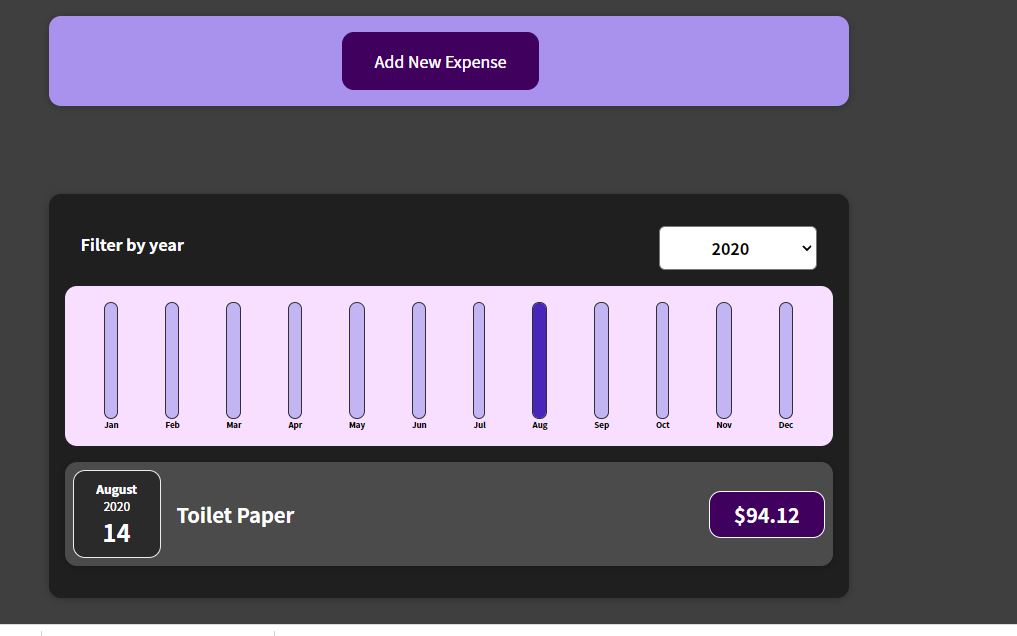 Add New Expense
Filter by year
2020
Jan Feb Mar Apr May Jun Jul Aug Sep Oct Nov Dec
August
2020
14
Toilet Paper
$94.12